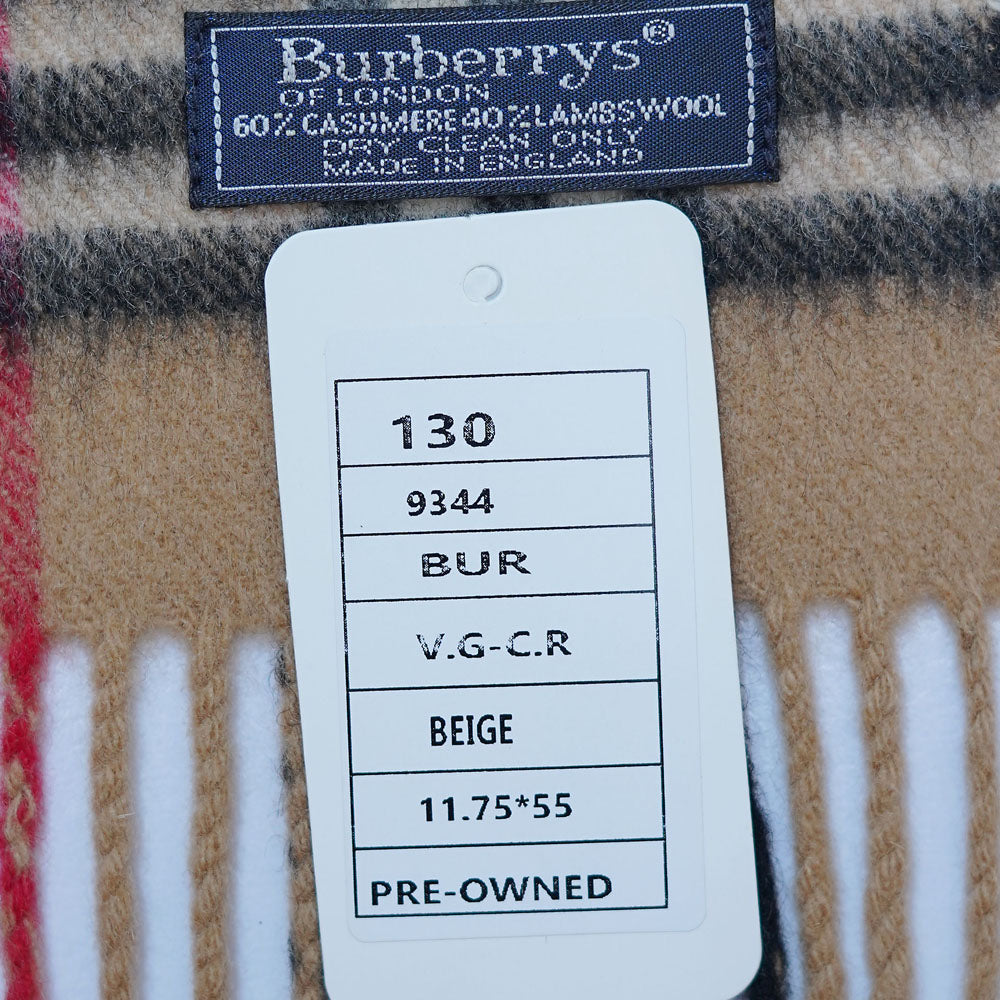 Burberrys®
OF LONDON
60% CASHMERE 40% LAMBSWOOL
DRY CLEAN ONLY
MADE IN ENGLAND
130
9344
BUR
V.G-C.R
BEIGE
11.75*55
PRE-OWNED